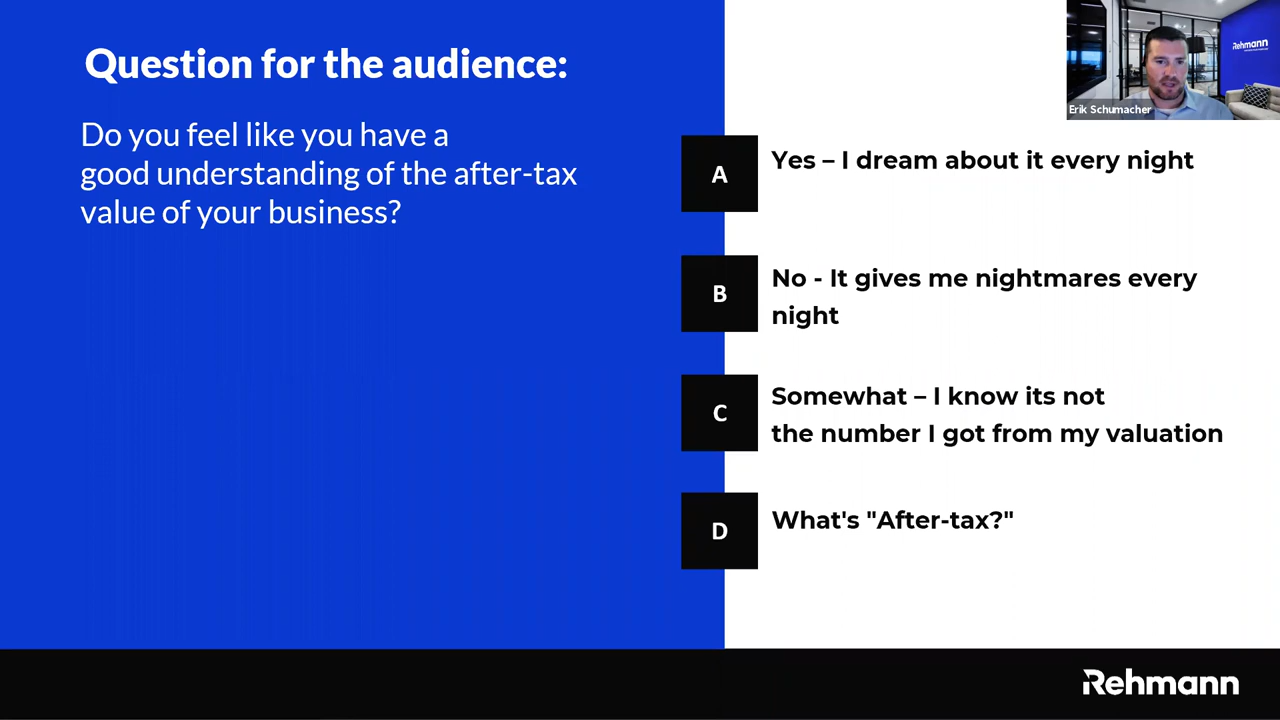 Question for the audience:
Do you feel like you have a
good understanding of the after-tax
value of your business?
Rehmann
Erik Schumacher
A
Yes – I dream about it every night
B
No - It gives me nightmares every
night
C
Somewhat – I know its not
the number I got from my valuation
D
What's "After-tax?"
Rehmann